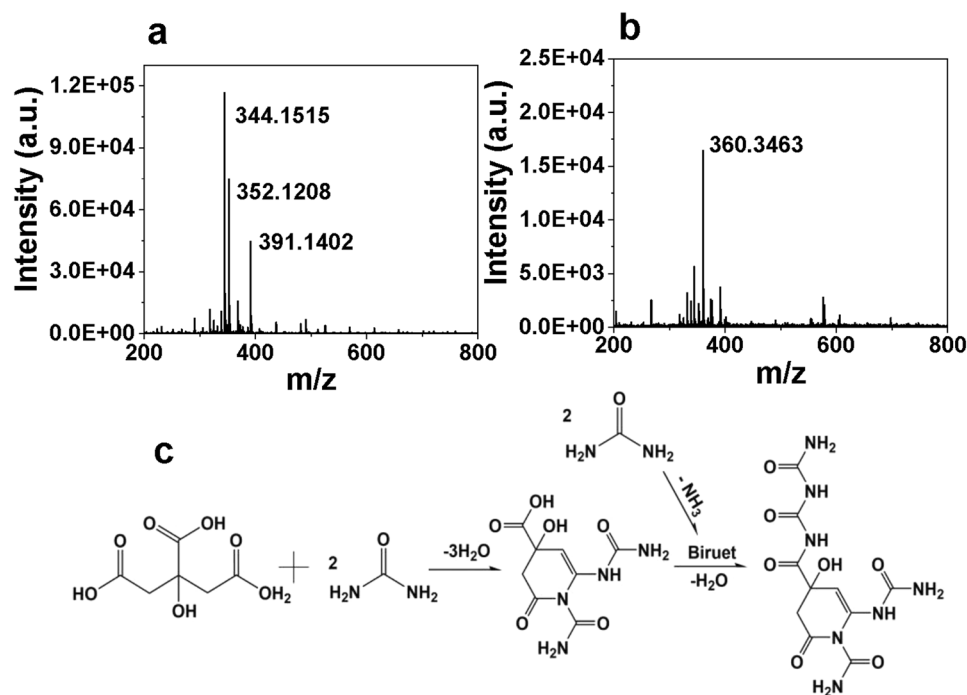 a
Intensity (a.u.)
1.2E+05
9.0E+04
6.0E+04
3.0E+04
0.0E+00
344.1515
352.1208
391.1402
200
400
600
800
m/z
b
Intensity (a.u.)
2.5E+04
2.0E+04
1.5E+04
1.0E+04
5.0E+03
0.0E+00
360.3463
200
400
600
800
m/z
c
O
O
OH
O
HO
OH2
OH
2
O
H2N
NH2
-3H2O
2
O
H2N
NH2
- NH3
Biruet
-H2O
OH
O
OH
O
NH2
NH
N
O
O
H2N
NH2
O
NH
O
NH
O
OH
O
NH2
NH
N
O
O
H2N